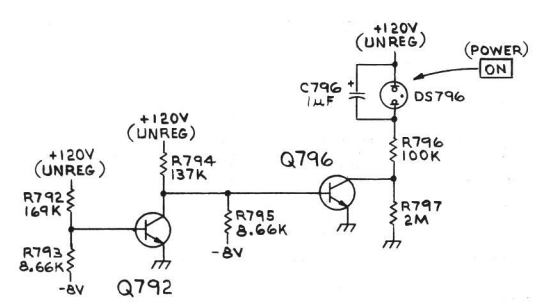 +120V
(UNREG)
(POWER)
ON
C796
1μF
+
DS796
+120V
(UNREG)
R796
100K
R794
137K
Q796
+120V
(UNREG)
R792
169K
R795
8.66K
-8V
R797
2M
R793
8.66K
-8V
Q792